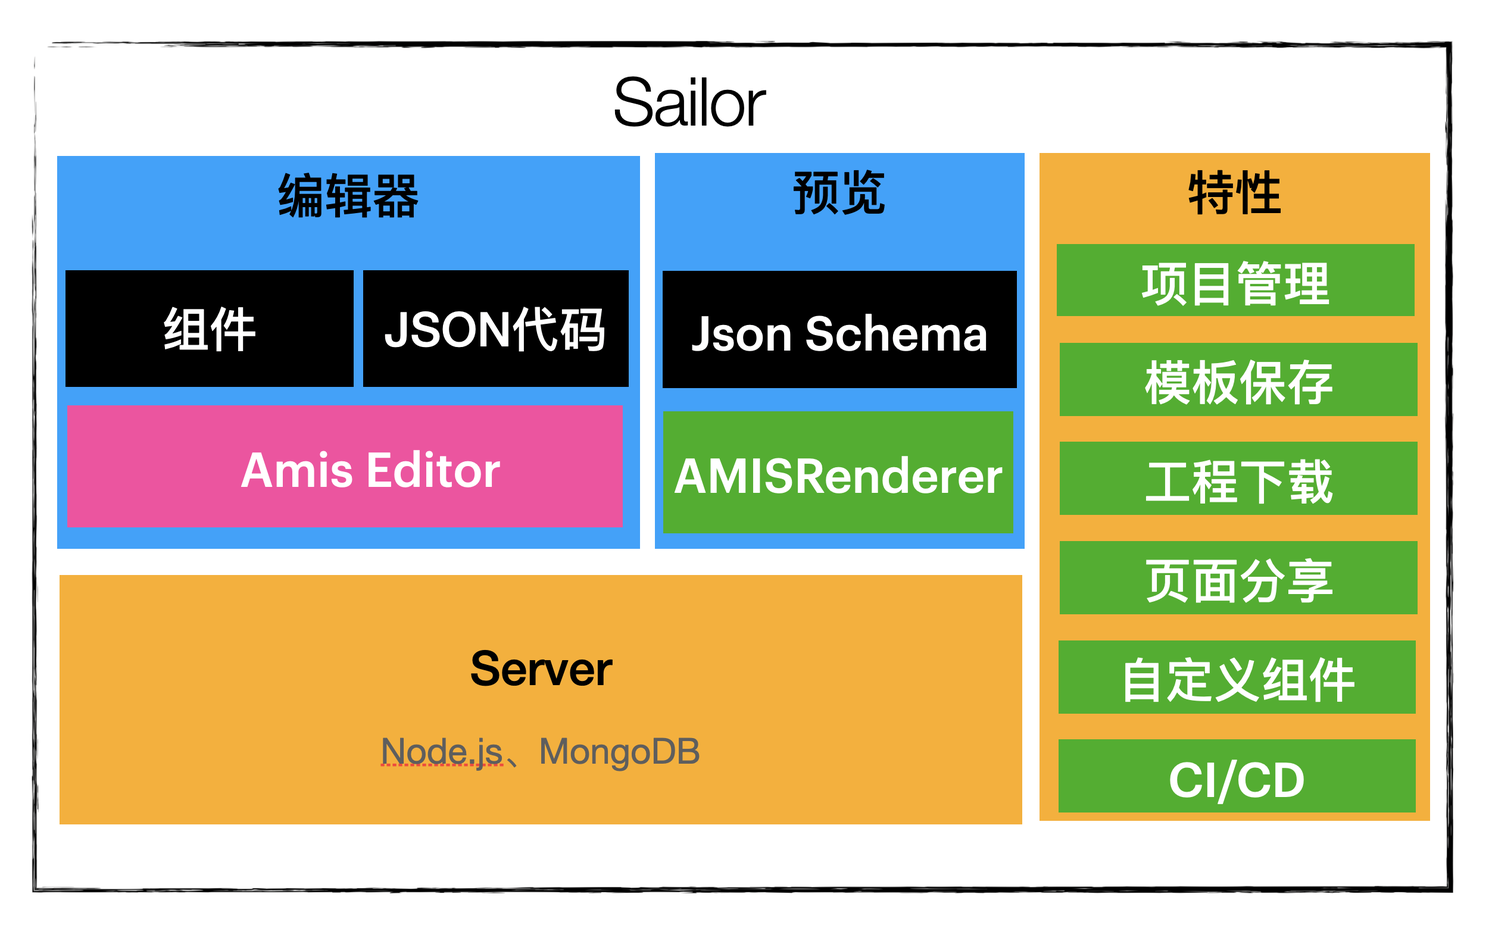 Sailor
编辑器
组件
JSON代码
Amis Editor
预览
Json Schema
AMISRenderer
Server
Node.js、MongoDB
特性
项目管理
模板保存
工程下载
页面分享
自定义组件
CI/CD